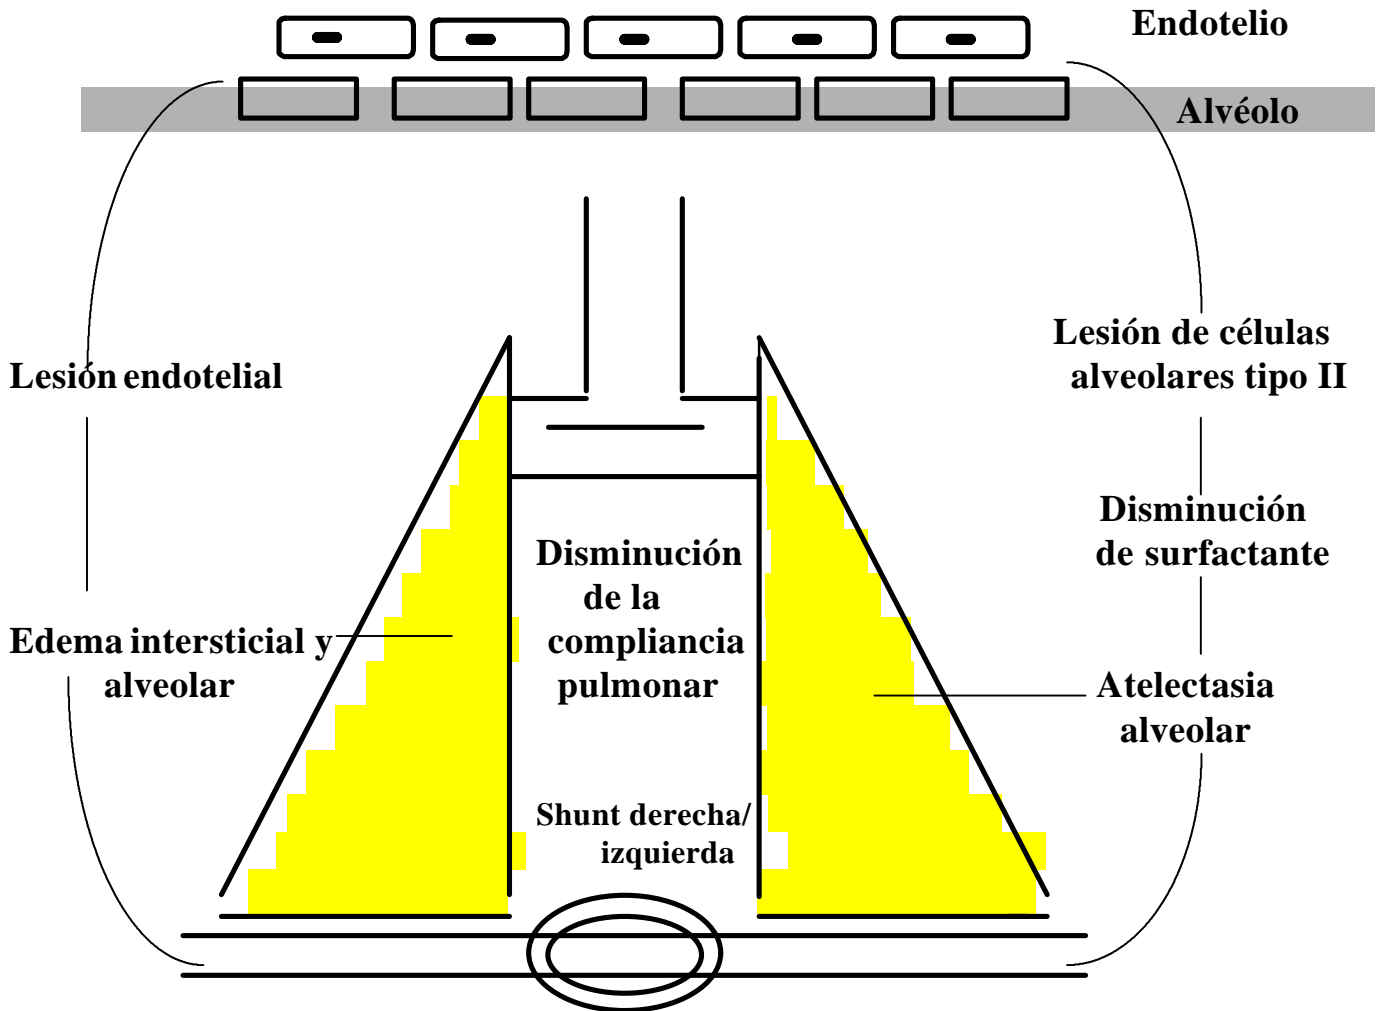 Endotelio
Alvéolo
Lesión endotelial
Edema intersticial y
alveolar
Disminución
de la
compliancia
pulmonar
Shunt derecha/
izquierda
Lesión de células
alveolares tipo II
Disminución
de surfactante
Atelectasia
alveolar